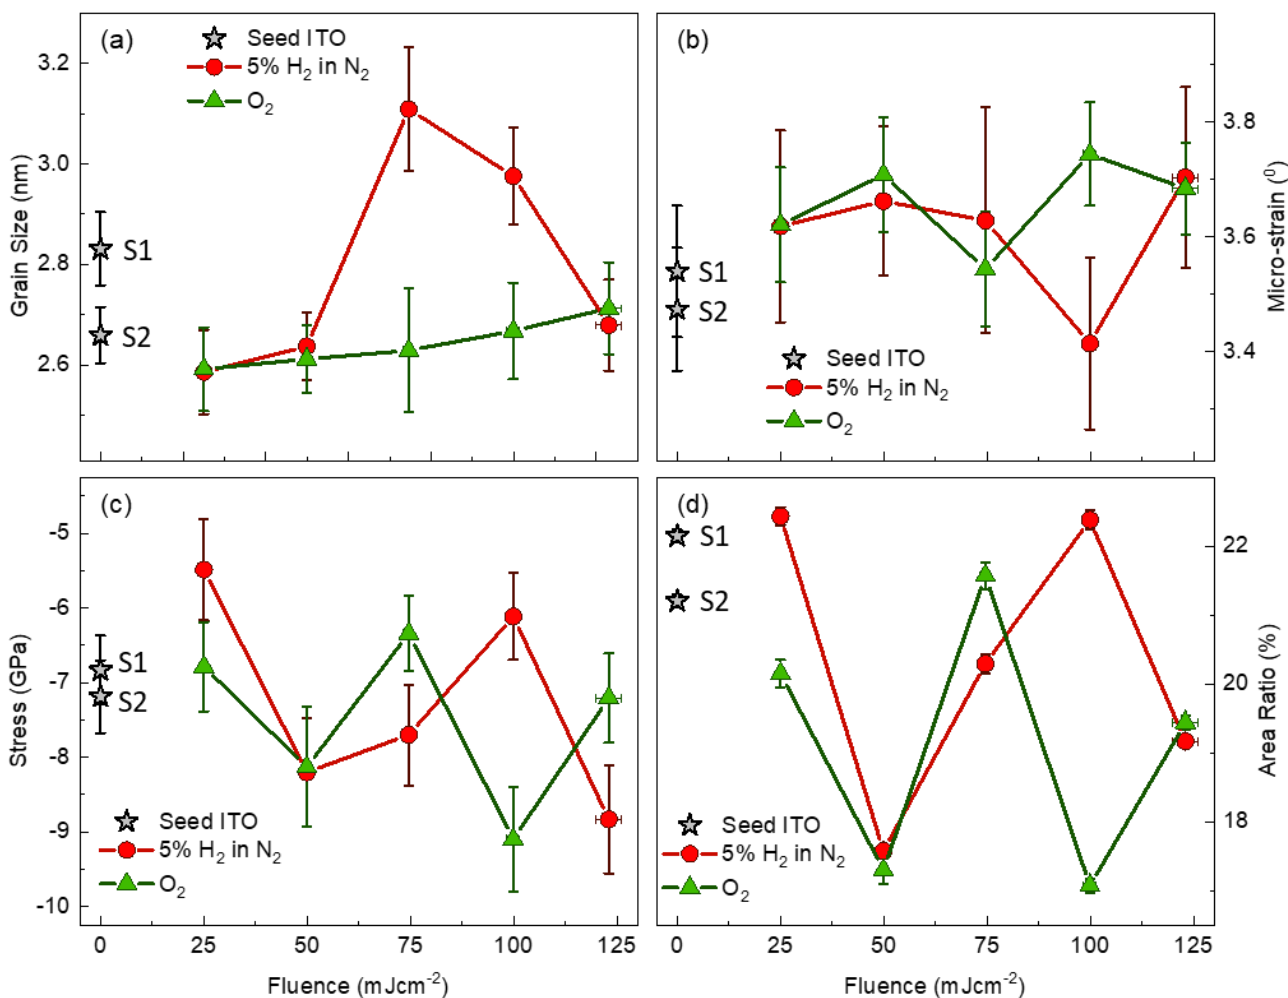 (a)
Seed ITO
5% H₂ in N₂
O₂
S1
S2
3.2
3.0
2.8
2.6
Grain Size (nm)
(b)
S1
S2
Seed ITO
5% H₂ in N₂
O₂
3.8
3.6
3.4
Micro-strain (⁰)
(c)
S1
S2
Seed ITO
5% H₂ in N₂
O₂
-5
-6
-7
-8
-9
-10
Stress (GPa)
0 25 50 75 100 125
Fluence (mJcm⁻²)
(d)
S1
S2
Seed ITO
5% H₂ in N₂
O₂
22
20
18
Area Ratio (%)
0 25 50 75 100 125
Fluence (mJcm⁻²)